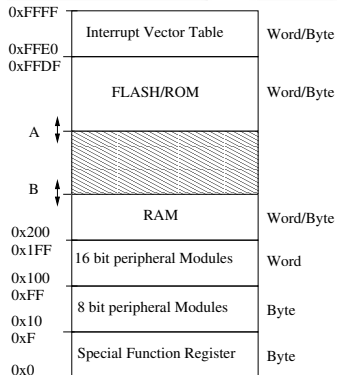 0xFFFF
Interrupt Vector Table Word/Byte
0xFFE0
0xFFDF
FLASH/ROM Word/Byte
A
B
RAM Word/Byte
0x200
0x1FF
16 bit peripheral Modules Word
0x100
0xFF
8 bit peripheral Modules Byte
0x10
0xF
Special Function Register Byte
0x0